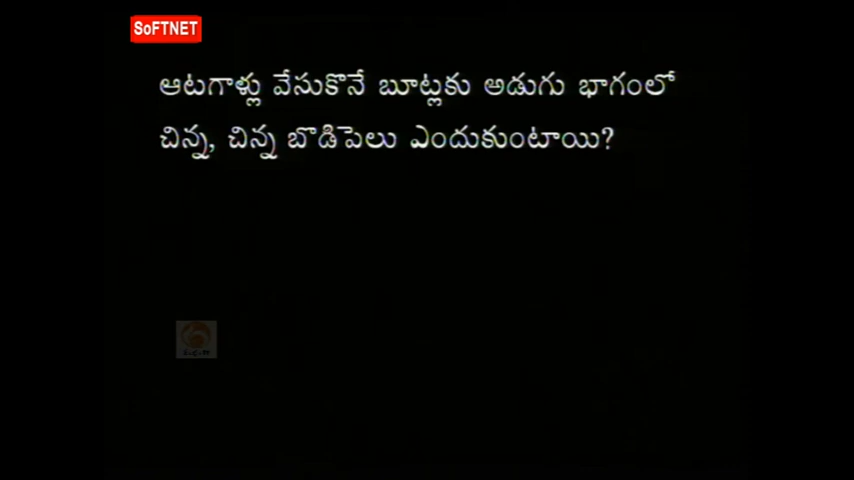 SoFTNET
ఆటగాళ్లు వేసుకొనే బూట్లకు అడుగు భాగంలో
చిన్న, చిన్న బొడిపెలు ఎందుకుంటాయి?